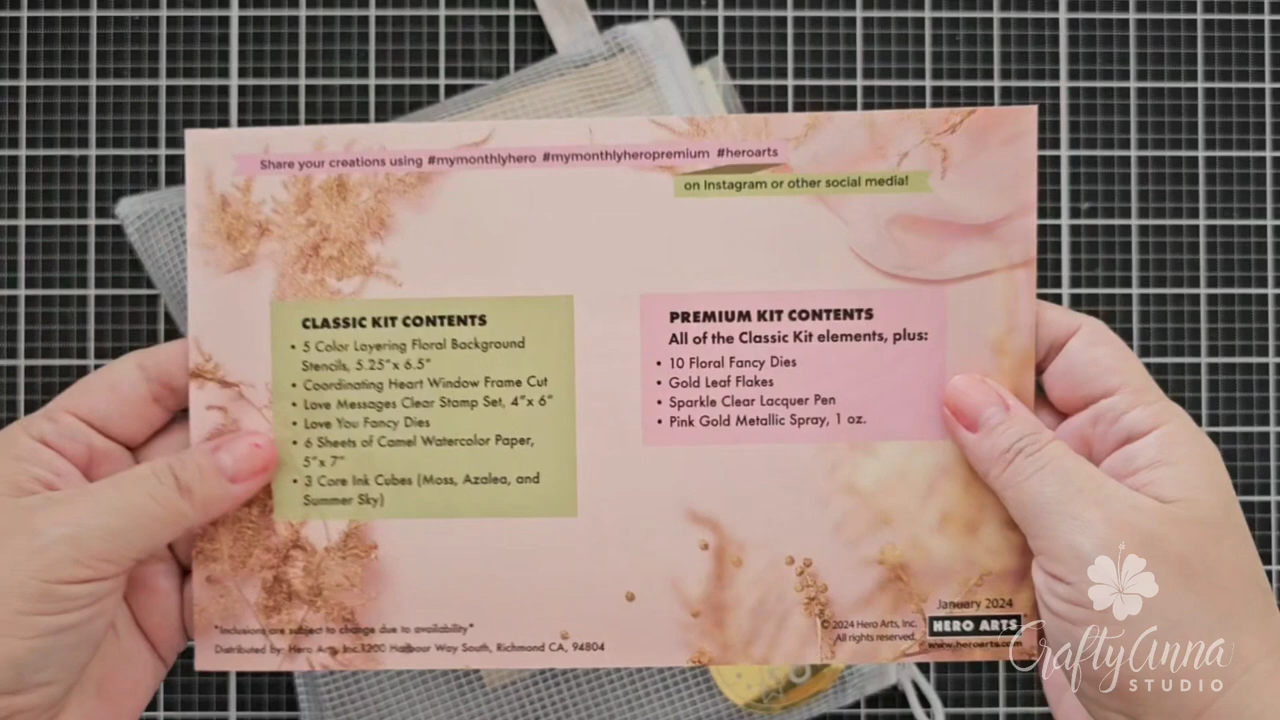 Share your creations using #mymonthlyhero #mymonthlyheropremium #heroarts
on Instagram or other social media!
CLASSIC KIT CONTENTS
• 5 Color Layering Floral Background
Stencils, 5.25"x 6.5"
• Coordinating Heart Window Frame Cut
• Love Messages Clear Stamp Set, 4"x 6"
• Love You Fancy Dies
• 6 Sheets of Camel Watercolor Paper,
5"x 7"
• 3 Core Ink Cubes (Moss, Azalea, and
Summer Sky)
PREMIUM KIT CONTENTS
All of the Classic Kit elements, plus:
• 10 Floral Fancy Dies
• Gold Leaf Flakes
• Sparkle Clear Lacquer Pen
• Pink Gold Metallic Spray, 1 oz.
*Inclusions are subject to change due to availability*
Distributed by: Hero Arts, Inc.1200 Harbour Way South, Richmond CA, 94804
January 2024
© 2024 Hero Arts, Inc.
All rights reserved.
HERO ARTS
CraftyAnna
STUDIO